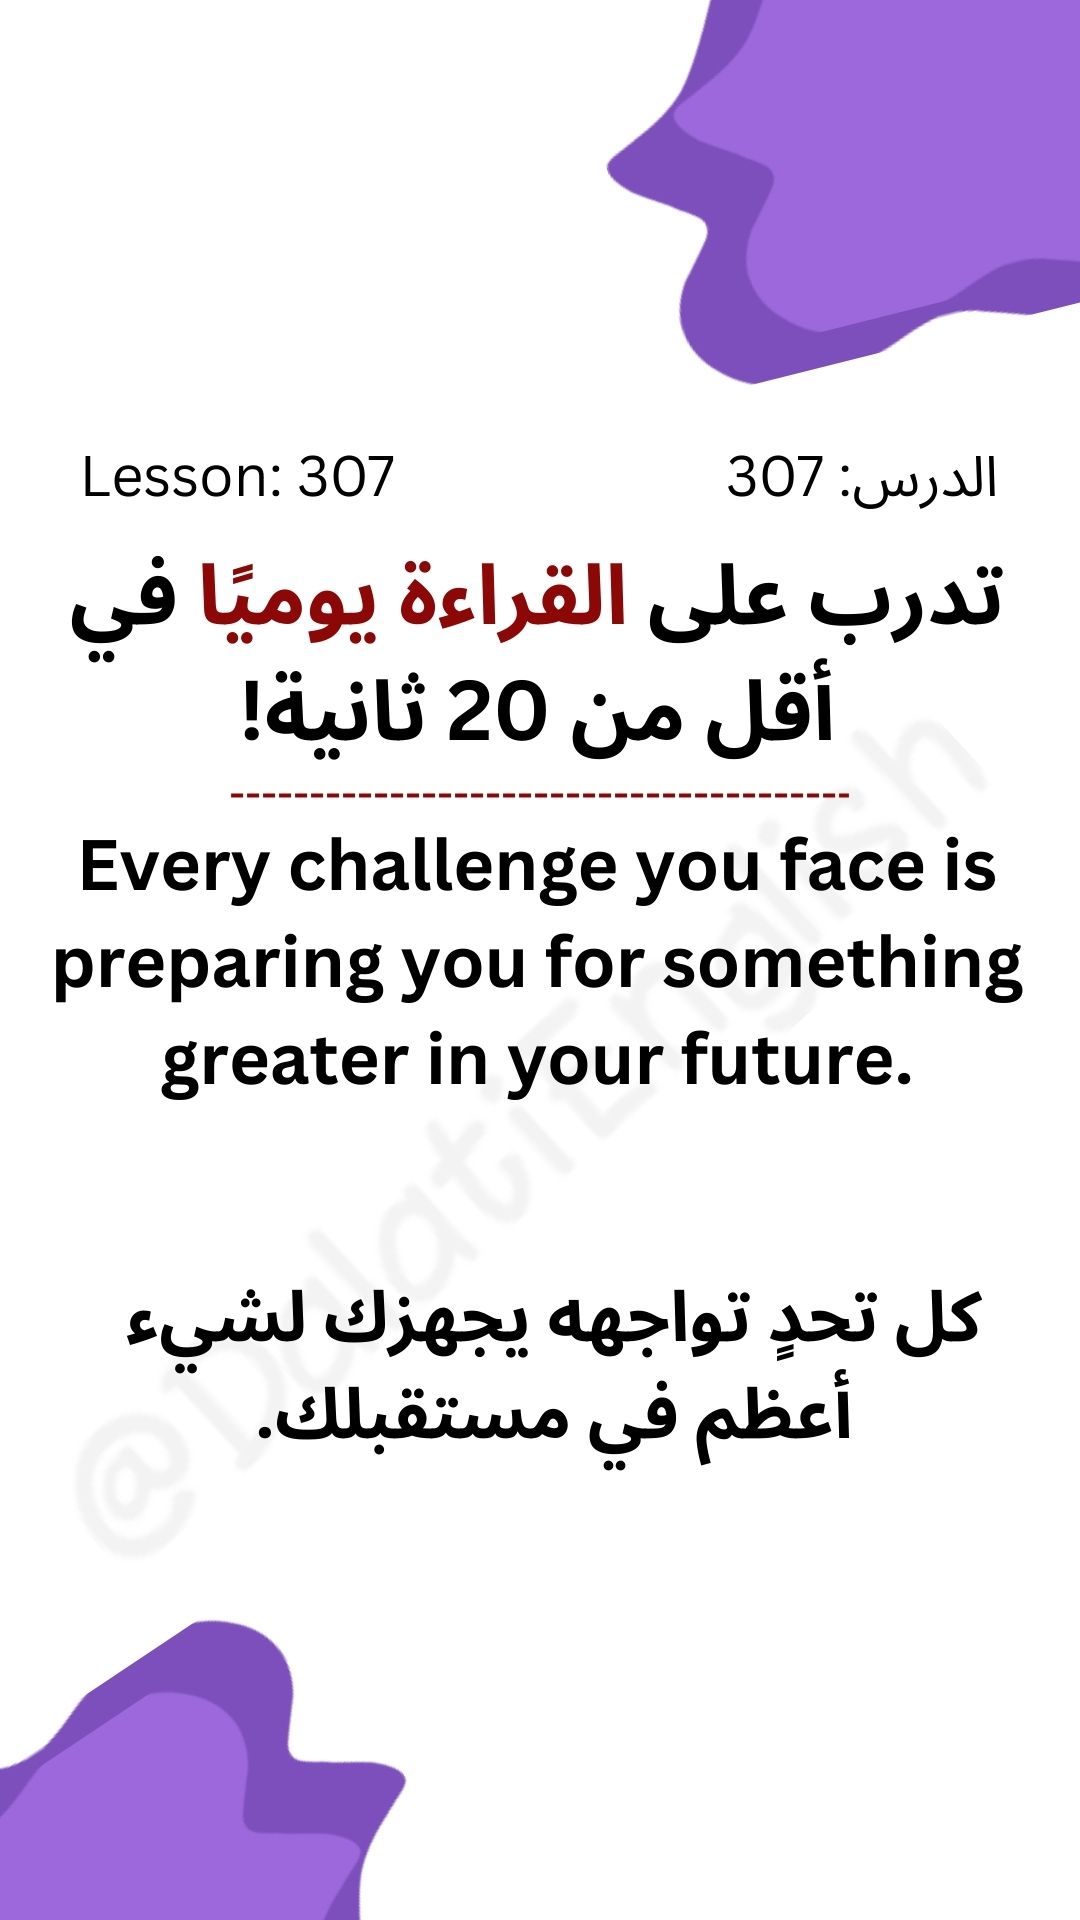 Lesson: 307
الدرس: 307
تدرب على القراءة يوميًا في
أقل من 20 ثانية!
---------------------------------------
Every challenge you face is
preparing you for something
greater in your future.
كل تحدٍ تواجهه يجهزك لشيء
أعظم في مستقبلك.
@DalatiEnglish